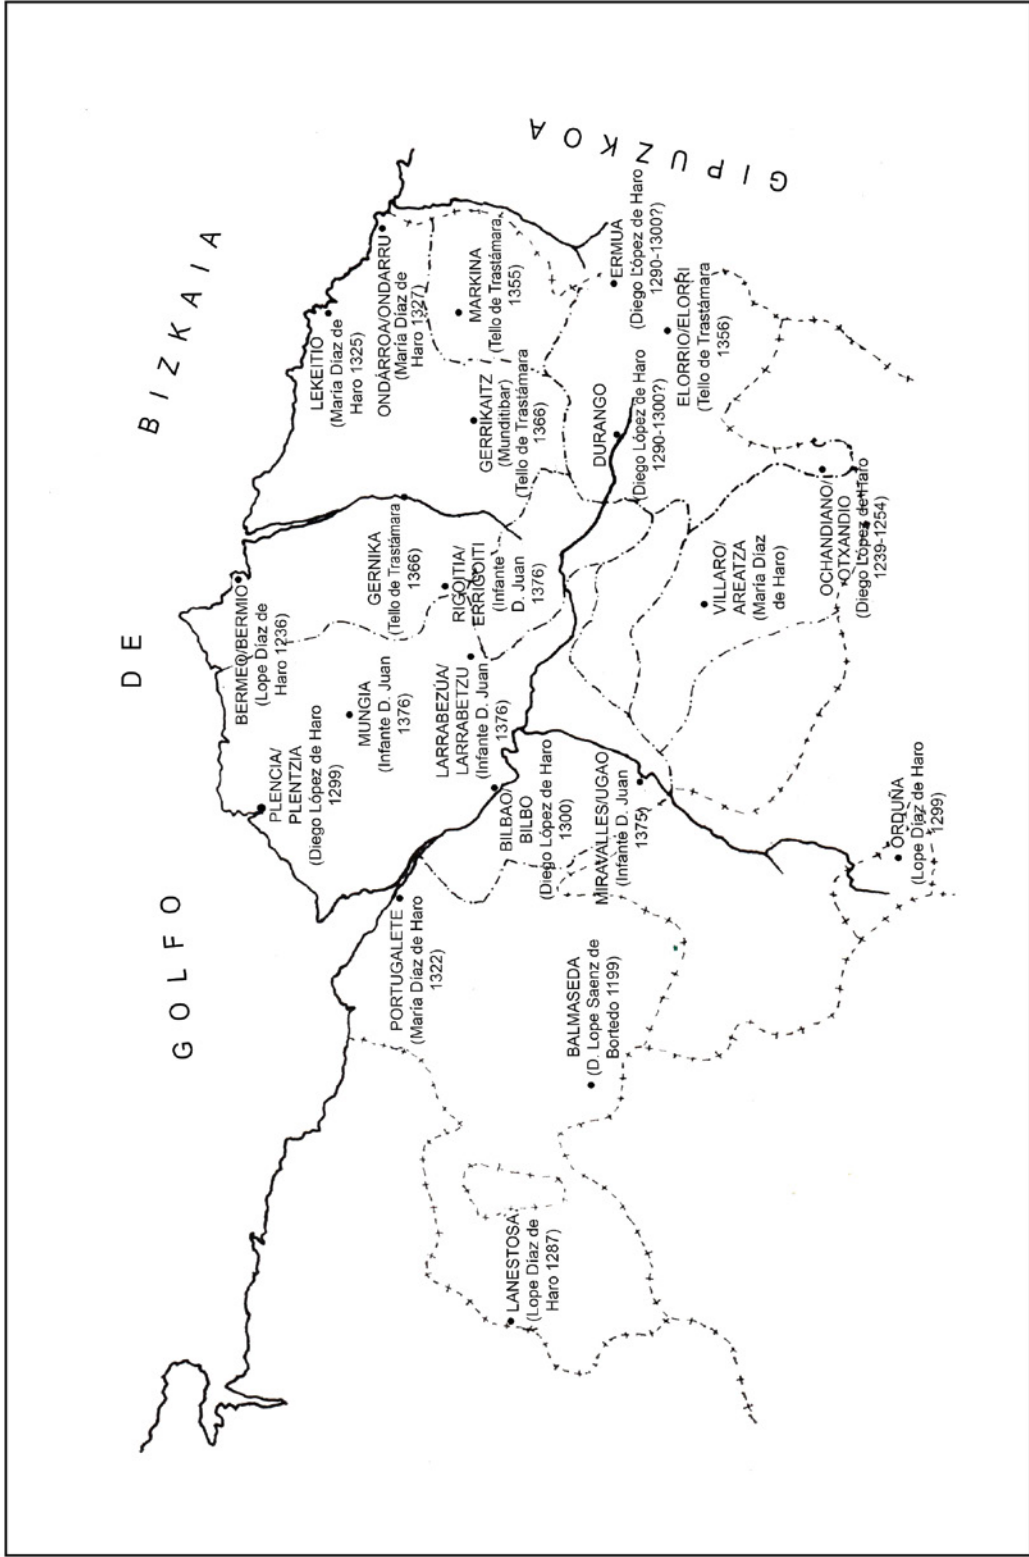 GOLFO
DE
BIZKAIA
GIPUZKOA
PLENCIA/
PLENTZIA
(Diego López de Haro
1299)
BERMEO/BERMIO
(Lope Díaz de
Haro 1236)
LEKEITIO
(María Díaz de
Haro 1325)
ONDÁRROA/ONDARRU
(María Díaz de
Haro 1327)
MUNGIA
(Infante D. Juan
1376)
GERNIKA
(Tello de Trastámara
1366)
MARKINA
(Tello de Trastámara
1355)
PORTUGALETE
(María Díaz de Haro
1322)
LARRABEZÚA/
LARRABETZU
(Infante D. Juan
1376)
RIGOITIA/
ERRIGOITI
(Infante
D. Juan
1376)
GERRIKAITZ
(Munditibar)
(Tello de Trastámara
1366)
BILBAO/
BILBO
(Diego López de Haro
1300)
LANESTOSA
(Lope Díaz de
Haro 1287)
BALMASEDA
(D. Lope Saenz de
Bortedo 1199)
MIRAVALLES/UGAO
(Infante D. Juan
1375)
DURANGO
(Diego López de Haro
1290-1300?)
ERMUA
(Diego López de Haro
1290-1300?)
ELORRIO/ELORRI
(Tello de Trastámara
1356)
VILLARO/
AREATZA
(María Díaz
de Haro)
OCHANDIANO/
OTXANDIO
(Diego López de Haro
1239-1254)
ORDUÑA
(Lope Díaz de Haro
1299)